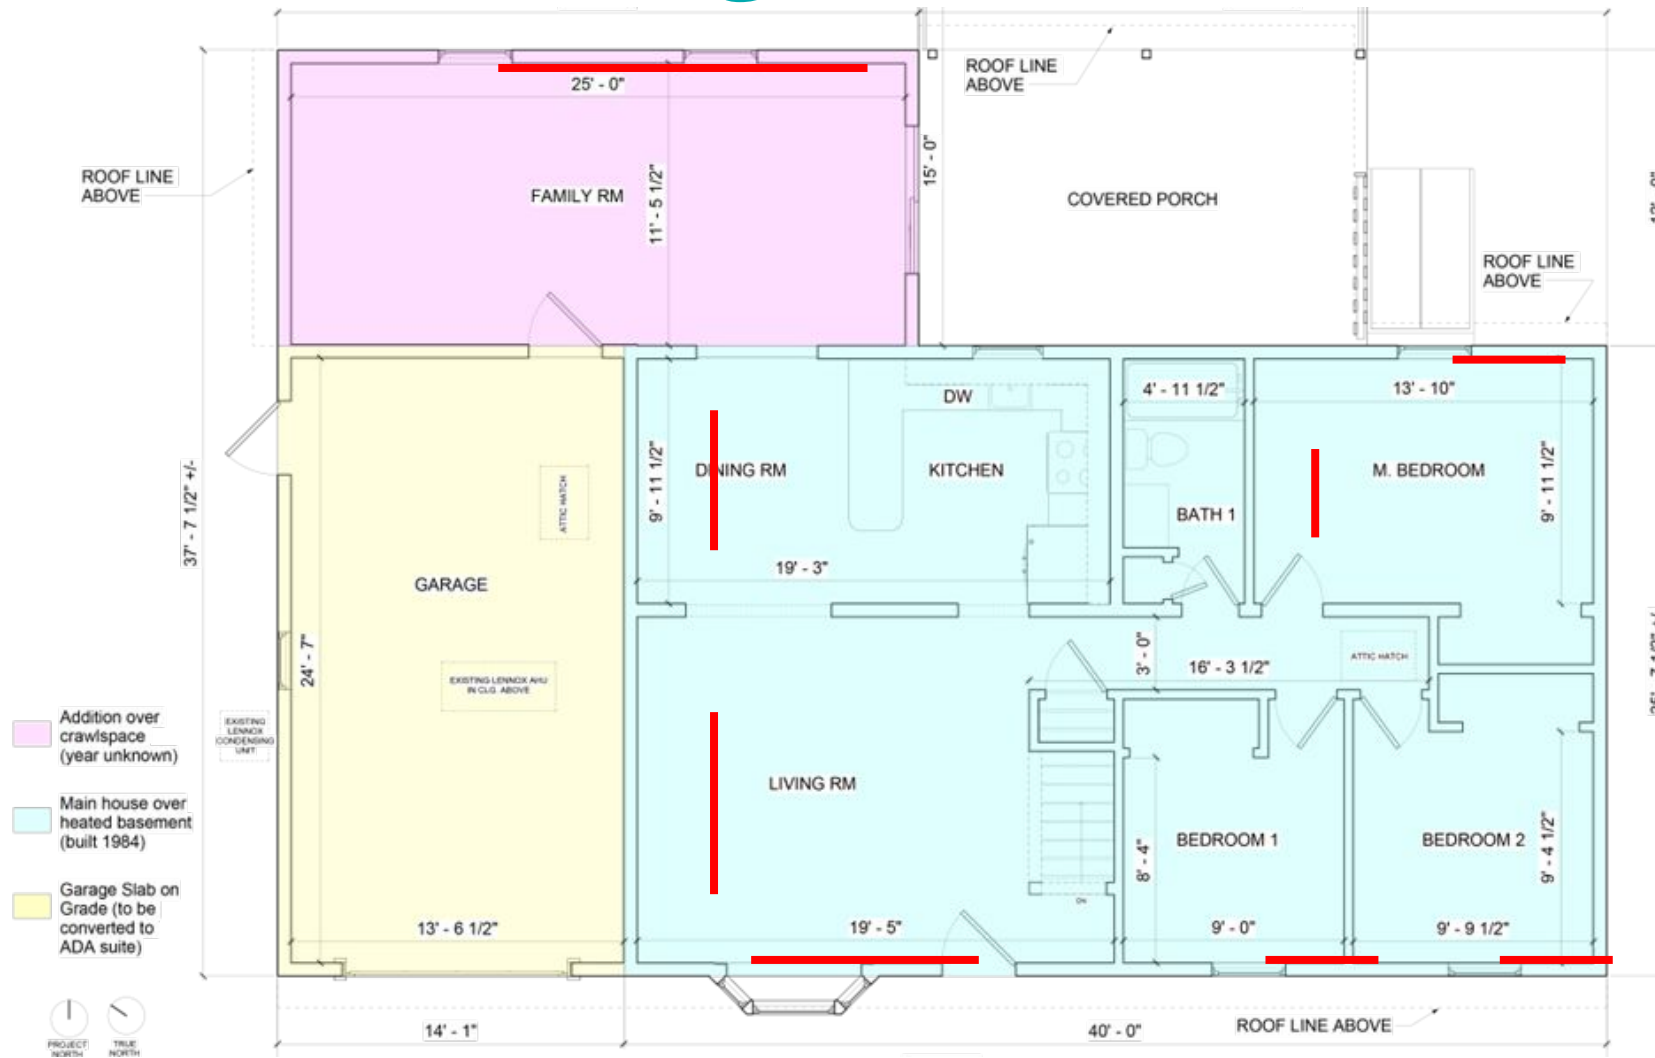 ROOF LINE
ABOVE
25' - 0"
ROOF LINE
ABOVE
15' - 0"
FAMILY RM
11' - 5 1/2"
COVERED PORCH
ROOF LINE
ABOVE
DW
4' - 11 1/2"
13' - 10"
DINING RM
KITCHEN
M. BEDROOM
9' - 11 1/2"
9' - 11 1/2"
ATTIC HATCH
BATH 1
37' - 7 1/2" +/-
19' - 3"
GARAGE
24' - 7"
EXISTING LENNOX AHU
IN CLG. ABOVE
3' - 0"
16' - 3 1/2"
ATTIC HATCH
Addition over
crawlspace
(year unknown)
EXISTING
LENNOX
CONDENSING
UNIT
LIVING RM
Main house over
heated basement
(built 1984)
BEDROOM 1
BEDROOM 2
8' - 4"
9' - 4 1/2"
Garage Slab on
Grade (to be
converted to
ADA suite)
DN
13' - 6 1/2"
19' - 5"
9' - 0"
9' - 9 1/2"
14' - 1"
40' - 0"
ROOF LINE ABOVE
PROJECT
NORTH
TRUE
NORTH